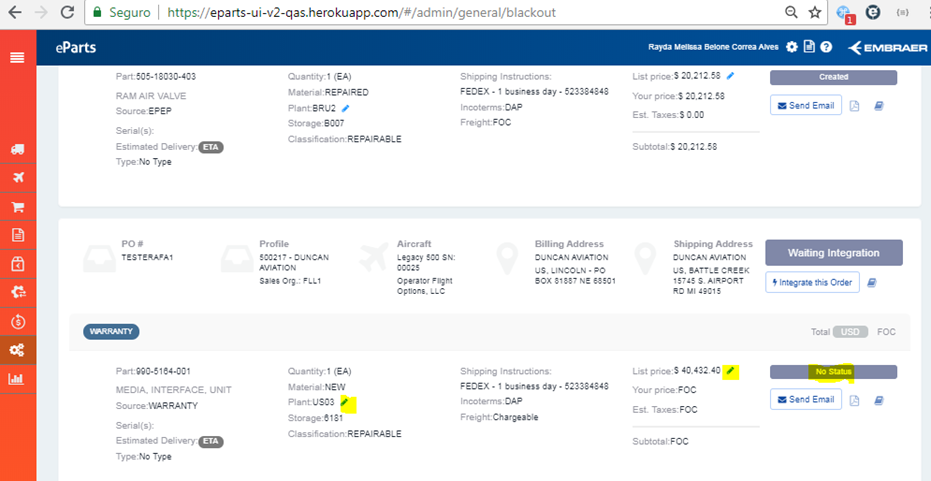 Seguro
https://eparts-ui-v2-qas.herokuapp.com/#/admin/general/blackout
1
eParts
Rayda Melissa Belone Correa Alves
EMBRAER
Part:505-18030-403
RAM AIR VALVE
Source:EPEP
Serial(s):
Estimated Delivery: ETA
Type:No Type
Quantity:1 (EA)
Material:REPAIRED
Plant:BRU2
Storage:B007
Classification:REPAIRABLE
Shipping Instructions:
FEDEX - 1 business day - 523384848
Incoterms:DAP
Freight:FOC
List price:$ 20,212.58
Your price:$ 20,212.58
Est. Taxes:$ 0.00
Subtotal:$ 20,212.58
Created
Send Email
PO #
TESTERAFA1
Profile
500217 - DUNCAN
AVIATION
Sales Org.: FLL1
Aircraft
Legacy 500 SN:
00025
Operator Flight
Options, LLC
Billing Address
DUNCAN AVIATION
US, LINCOLN - PO
BOX 81887 NE 68501
Shipping Address
DUNCAN AVIATION
US, BATTLE CREEK
15745 S. AIRPORT
RD MI 49015
Waiting Integration
Integrate this Order
WARRANTY
Total USD FOC
Part:990-5164-001
MEDIA, INTERFACE, UNIT
Source:WARRANTY
Serial(s):
Estimated Delivery: ETA
Type:No Type
Quantity:1 (EA)
Material:NEW
Plant:US03
Storage:6181
Classification:REPAIRABLE
Shipping Instructions:
FEDEX - 1 business day - 523384848
Incoterms:DAP
Freight:Chargeable
List price:$ 40,432.40
Your price:FOC
Est. Taxes:FOC
Subtotal:FOC
No Status
Send Email